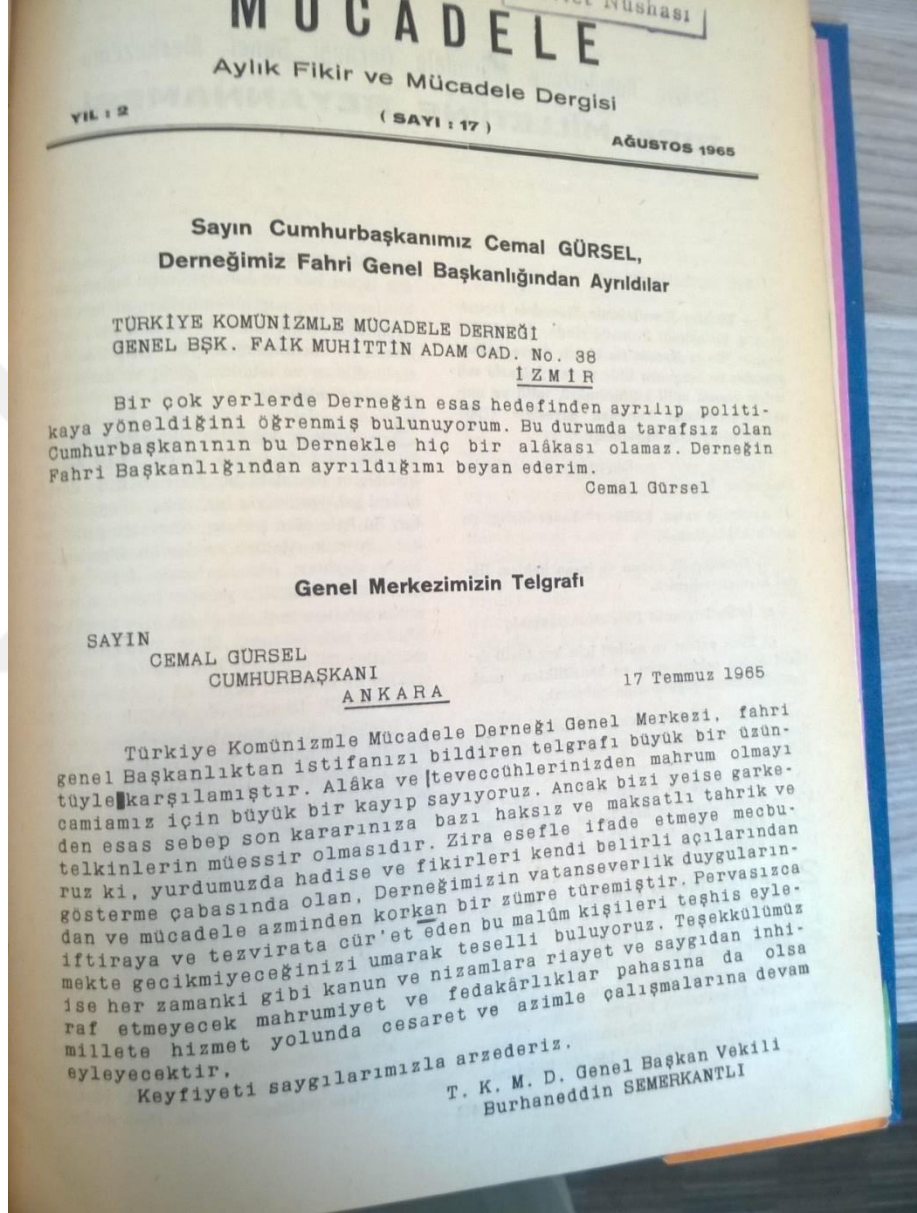 Nüshası
MÜCADELE
Aylık Fikir ve Mücadele Dergisi
YIL : 2
( SAYI : 17 )
AĞUSTOS 1965
Sayın Cumhurbaşkanımız Cemal GÜRSEL,
Derneğimiz Fahri Genel Başkanlığından Ayrıldılar
TÜRKİYE KOMÜNİZMLE MÜCADELE DERNEĞİ
GENEL BŞK. FAİK MUHİTTİN ADAM CAD. No. 38
İZMİR
Bir çok yerlerde Derneğin esas hedefinden ayrılıp politi-
kaya yöneldiğini öğrenmiş bulunuyorum. Bu durumda tarafsız olan
Cumhurbaşkanının bu Dernekle hiç bir alâkası olamaz. Derneğin
Fahri Başkanlığından ayrıldığımı beyan ederim.
Cemal Gürsel
Genel Merkezimizin Telgrafı
SAYIN
CEMAL GÜRSEL
CUMHURBAŞKANI
ANKARA
17 Temmuz 1965
Türkiye Komünizmle Mücadele Derneği Genel Merkezi, fahri
genel Başkanlıktan istifanızı bildiren telgrafı büyük bir üzün-
tüyle karşılamıştır. Alâka ve teveccühlerinizden mahrum olmayı
camiamız için büyük bir kayıp sayıyoruz. Ancak bizi yeise garke-
den esas sebep son kararınıza bazı haksız ve maksatlı tahrik ve
telkinlerin müessir olmasıdır. Zira esefle ifade etmeye mecbu-
ruz ki, yurdumuzda hadise ve fikirleri kendi belirli açılarından
gösterme çabasında olan, Derneğimizin vatanseverlik duyguların-
dan ve mücadele azminden korkan bir zümre türemiştir. Pervasızca
iftiraya ve tezvirata cür'et eden bu malûm kişileri teşhis eyle-
mekte gecikmiyeceğinizi umarak teselli buluyoruz. Teşekkülümüz
ise her zamanki gibi kanun ve nizamlara riayet ve saygıdan inhi-
raf etmeyecek mahrumiyet ve fedakârlıklar pahasına da olsa
millete hizmet yolunda cesaret ve azimle çalışmalarına devam
eyleyecektir.
Keyfiyeti saygılarımızla arzederiz.
T. K. M. D. Genel Başkan Vekili
Burhaneddin SEMERKANTLI